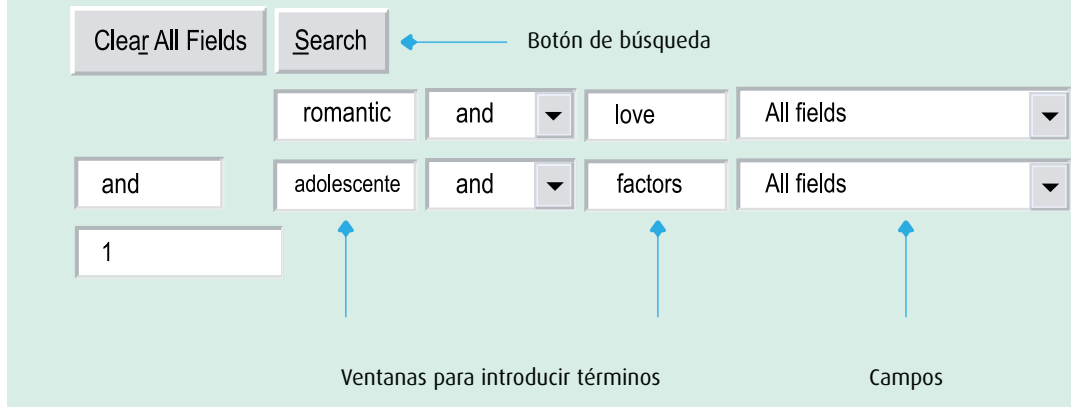 Clear All Fields Search Botón de búsqueda
romantic and love All fields
and adolescente and factors All fields
1
Ventanas para introducir términos Campos